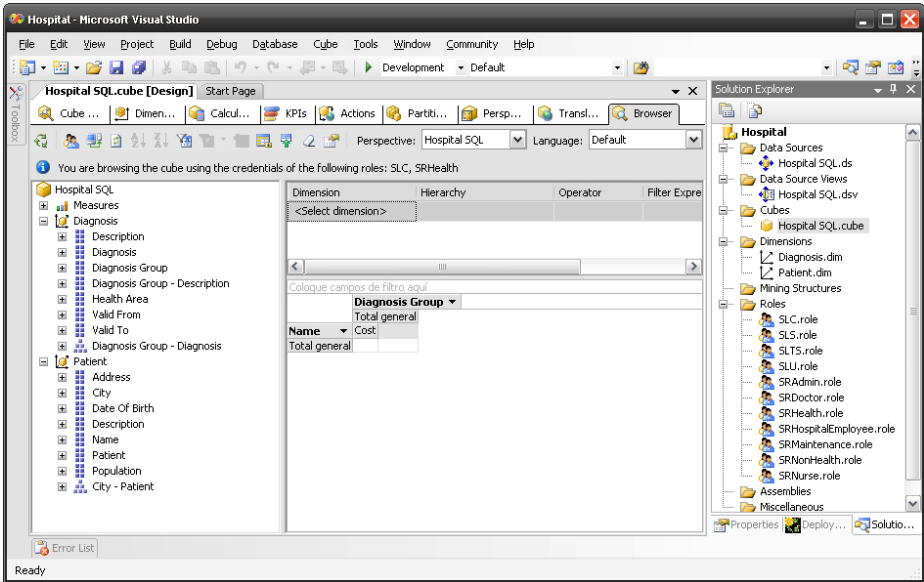 Hospital - Microsoft Visual Studio
File Edit View Project Build Debug Database Cube Tools Window Community Help
Development Default
Toolbox
Hospital SQL.cube [Design] Start Page
Cube ... Dimen... Calcul... KPIs Actions Partiti... Persp... Transl... Browser
Perspective: Hospital SQL Language: Default
You are browsing the cube using the credentials of the following roles: SLC, SRHealth
Hospital SQL
Measures
Diagnosis
Description
Diagnosis
Diagnosis Group
Diagnosis Group - Description
Health Area
Valid From
Valid To
Diagnosis Group - Diagnosis
Patient
Address
City
Date Of Birth
Description
Name
Patient
Population
City - Patient
Dimension Hierarchy Operator Filter Expre
<Select dimension>
Coloque campos de filtro aquí
Diagnosis Group
Total general
Name Cost
Total general
Solution Explorer
Hospital
Data Sources
Hospital SQL.ds
Data Source Views
Hospital SQL.dsv
Cubes
Hospital SQL.cube
Dimensions
Diagnosis.dim
Patient.dim
Mining Structures
Roles
SLC.role
SLS.role
SLTS.role
SLU.role
SRAdmin.role
SRDoctor.role
SRHealth.role
SRHospitalEmployee.role
SRMaintenance.role
SRNonHealth.role
SRNurse.role
Assemblies
Miscellaneous
Properties Deploy... Solutio...
Error List
Ready